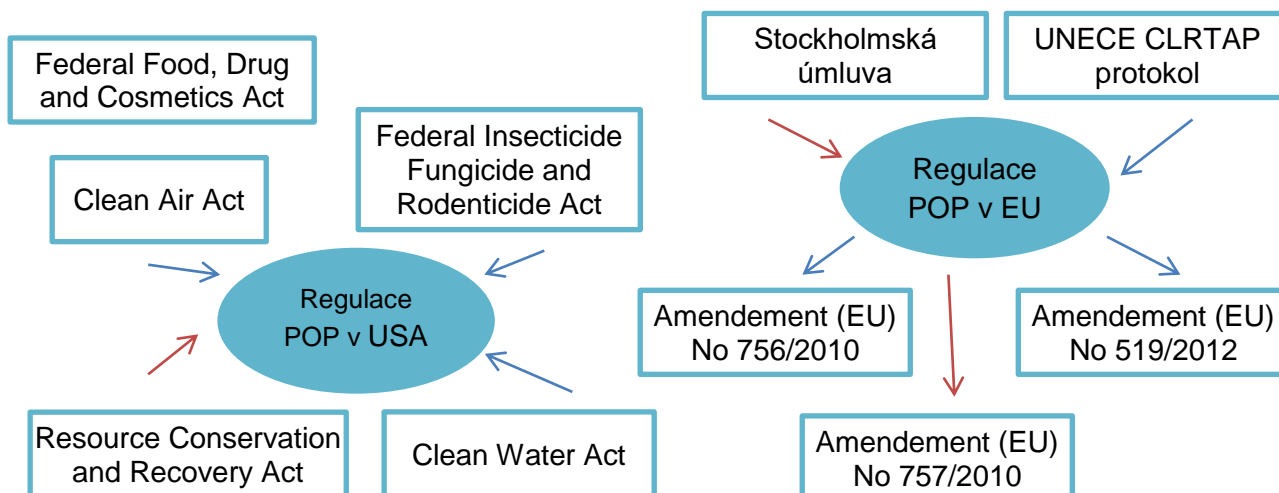 Federal Food, Drug
and Cosmetics Act
Clean Air Act
Federal Insecticide
Fungicide and
Rodenticide Act
Regulace
POP v USA
Resource Conservation
and Recovery Act
Clean Water Act
Stockholmská
úmluva
UNECE CLRTAP
protokol
Regulace
POP v EU
Amendement (EU)
No 756/2010
Amendement (EU)
No 519/2012
Amendement (EU)
No 757/2010